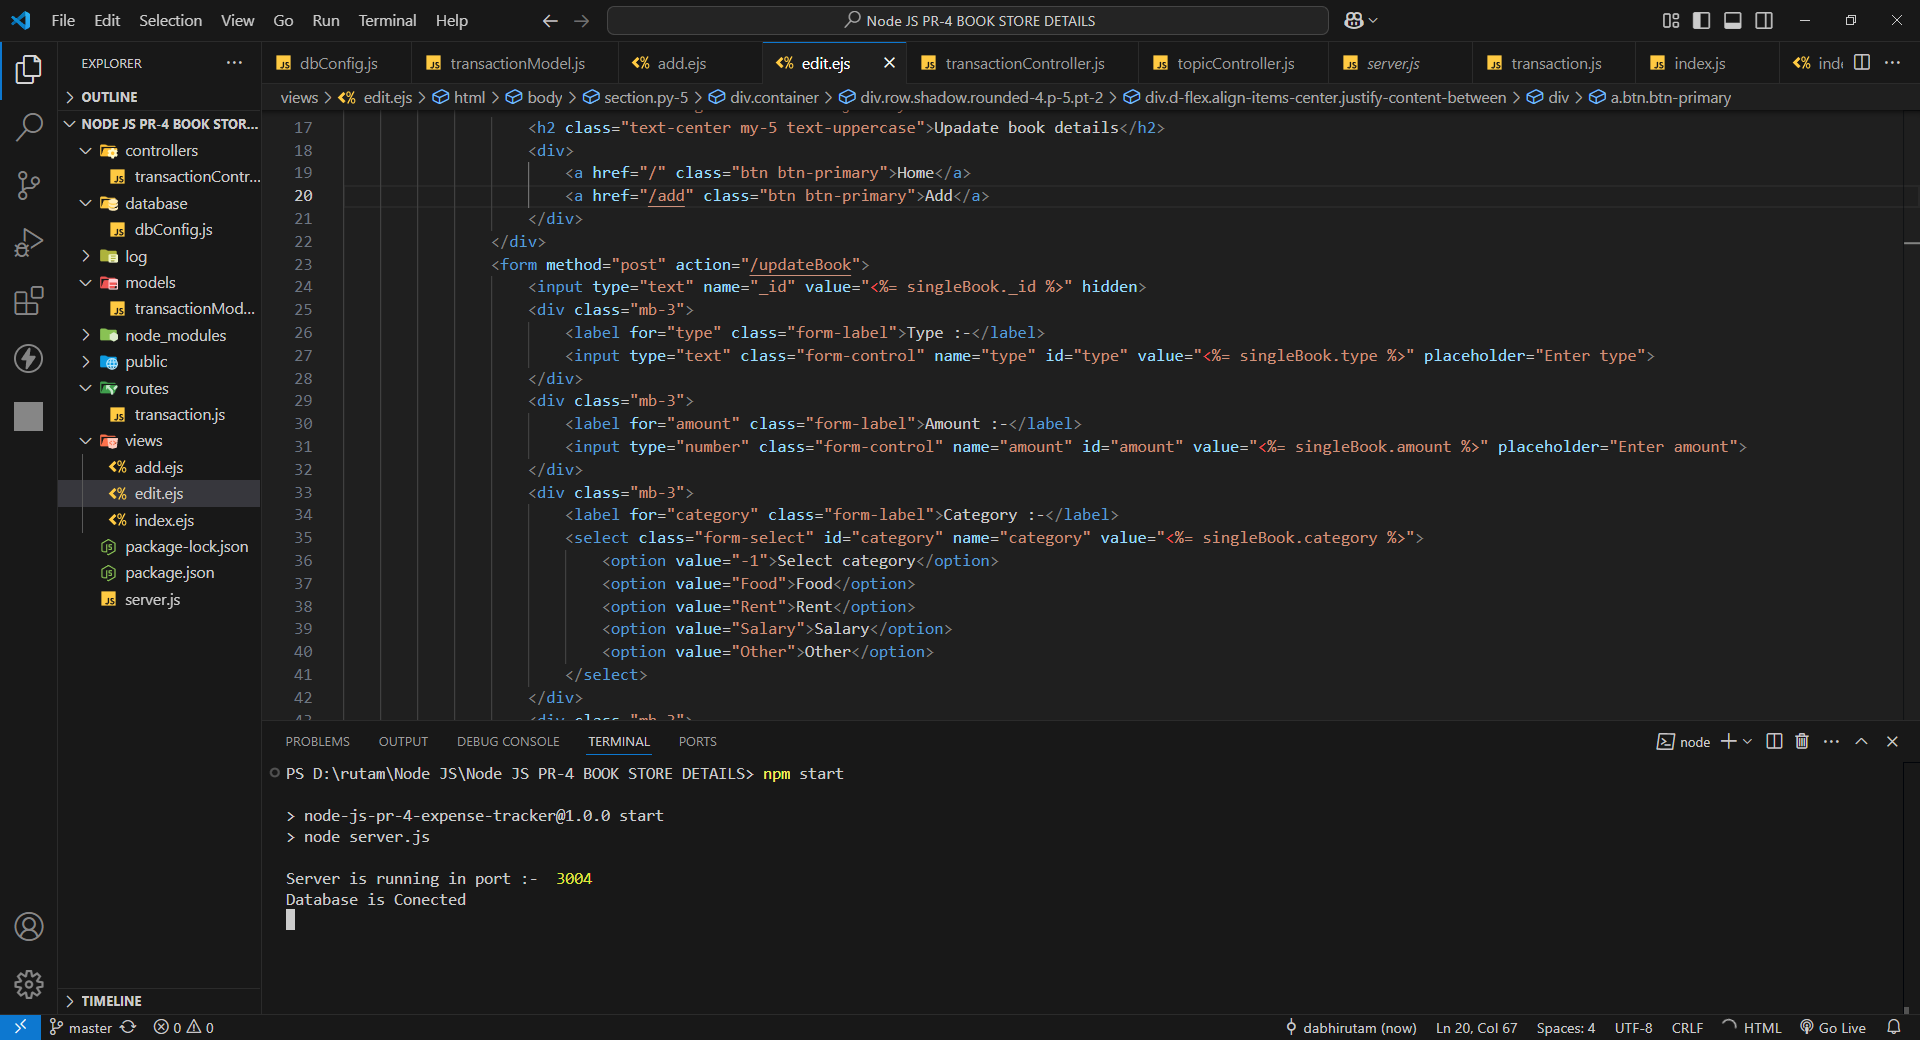 File Edit Selection View Go Run Terminal Help
Node JS PR-4 BOOK STORE DETAILS
EXPLORER
OUTLINE
NODE JS PR-4 BOOK STOR...
controllers
transactionContr...
database
dbConfig.js
log
models
transactionMod...
node_modules
public
routes
transaction.js
views
add.ejs
edit.ejs
index.ejs
package-lock.json
package.json
server.js
TIMELINE
dbConfig.js transactionModel.js add.ejs edit.ejs transactionController.js topicController.js server.js transaction.js index.js inde
views > edit.ejs > html > body > section.py-5 > div.container > div.row.shadow.rounded-4.p-5.pt-2 > div.d-flex.align-items-center.justify-content-between > div > a.btn.btn-primary
17 <h2 class="text-center my-5 text-uppercase">Upadate book details</h2>
18 <div>
19 <a href="/" class="btn btn-primary">Home</a>
20 <a href="/add" class="btn btn-primary">Add</a>
21 </div>
22 </div>
23 <form method="post" action="/updateBook">
24 <input type="text" name="_id" value="<%= singleBook._id %>" hidden>
25 <div class="mb-3">
26 <label for="type" class="form-label">Type :-</label>
27 <input type="text" class="form-control" name="type" id="type" value="<%= singleBook.type %>" placeholder="Enter type">
28 </div>
29 <div class="mb-3">
30 <label for="amount" class="form-label">Amount :-</label>
31 <input type="number" class="form-control" name="amount" id="amount" value="<%= singleBook.amount %>" placeholder="Enter amount">
32 </div>
33 <div class="mb-3">
34 <label for="category" class="form-label">Category :-</label>
35 <select class="form-select" id="category" name="category" value="<%= singleBook.category %>">
36 <option value="-1">Select category</option>
37 <option value="Food">Food</option>
38 <option value="Rent">Rent</option>
39 <option value="Salary">Salary</option>
40 <option value="Other">Other</option>
41 </select>
42 </div>
43 <div class="mb-3">
PROBLEMS OUTPUT DEBUG CONSOLE TERMINAL PORTS
node
PS D:\rutam\Node JS\Node JS PR-4 BOOK STORE DETAILS> npm start
> node-js-pr-4-expense-tracker@1.0.0 start
> node server.js
Server is running in port :- 3004
Database is Conected
master 0 0 dabhirutam (now) Ln 20, Col 67 Spaces: 4 UTF-8 CRLF HTML Go Live